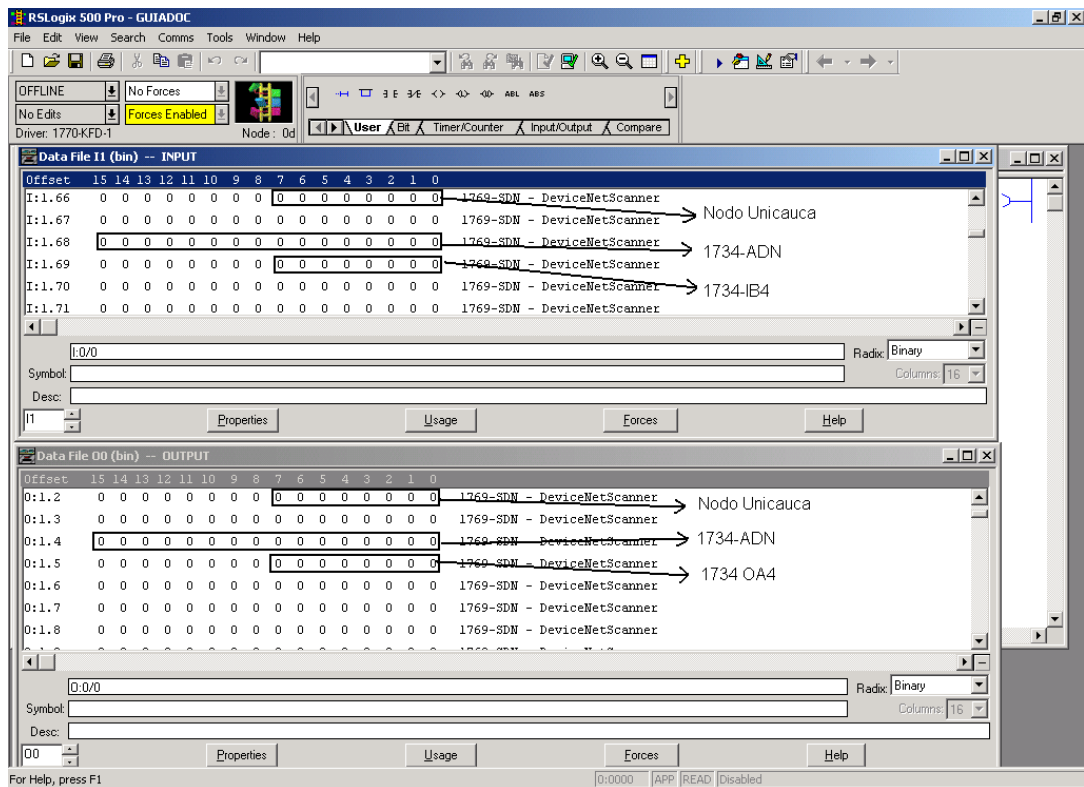 RSLogix 500 Pro - GUIADOC
File Edit View Search Comms Tools Window Help
OFFLINE No Forces
No Edits Forces Enabled
Driver: 1770-KFD-1 Node : 0d
ABL ABS
User Bit Timer/Counter Input/Output Compare
Data File I1 (bin) -- INPUT
Offset 15 14 13 12 11 10 9 8 7 6 5 4 3 2 1 0
I:1.66 0 0 0 0 0 0 0 0 0 0 0 0 0 0 0 0 1769-SDN - DeviceNetScanner
Nodo Unicauca
I:1.67 0 0 0 0 0 0 0 0 0 0 0 0 0 0 0 0 1769-SDN - DeviceNetScanner
I:1.68 0 0 0 0 0 0 0 0 0 0 0 0 0 0 0 0 1769-SDN - DeviceNetScanner
1734-ADN
I:1.69 0 0 0 0 0 0 0 0 0 0 0 0 0 0 0 0 1769-SDN - DeviceNetScanner
I:1.70 0 0 0 0 0 0 0 0 0 0 0 0 0 0 0 0 1769-SDN - DeviceNetScanner
1734-IB4
I:1.71 0 0 0 0 0 0 0 0 0 0 0 0 0 0 0 0 1769-SDN - DeviceNetScanner
I:0/0 Radix: Binary
Symbol: Columns: 16
Desc:
I1 Properties Usage Forces Help
Data File O0 (bin) -- OUTPUT
Offset 15 14 13 12 11 10 9 8 7 6 5 4 3 2 1 0
O:1.2 0 0 0 0 0 0 0 0 0 0 0 0 0 0 0 0 1769-SDN - DeviceNetScanner
Nodo Unicauca
O:1.3 0 0 0 0 0 0 0 0 0 0 0 0 0 0 0 0 1769-SDN - DeviceNetScanner
O:1.4 0 0 0 0 0 0 0 0 0 0 0 0 0 0 0 0 1769-SDN - DeviceNetScanner
1734-ADN
O:1.5 0 0 0 0 0 0 0 0 0 0 0 0 0 0 0 0 1769-SDN - DeviceNetScanner
1734 OA4
O:1.6 0 0 0 0 0 0 0 0 0 0 0 0 0 0 0 0 1769-SDN - DeviceNetScanner
O:1.7 0 0 0 0 0 0 0 0 0 0 0 0 0 0 0 0 1769-SDN - DeviceNetScanner
O:1.8 0 0 0 0 0 0 0 0 0 0 0 0 0 0 0 0 1769-SDN - DeviceNetScanner
O:0/0 Radix: Binary
Symbol: Columns: 16
Desc:
O0 Properties Usage Forces Help
For Help, press F1 0:0000 APP READ Disabled